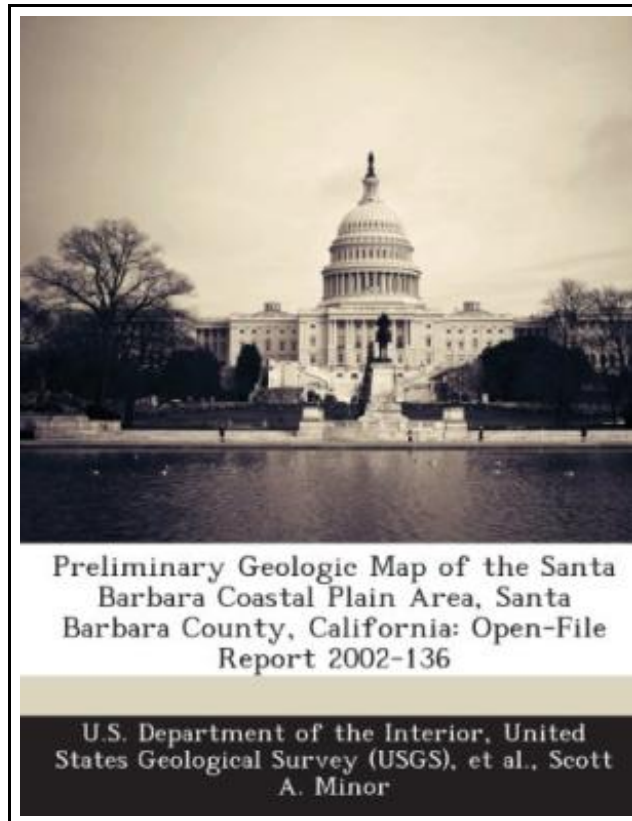 Preliminary Geologic Map of the Santa
Barbara Coastal Plain Area, Santa
Barbara County, California: Open-File
Report 2002-136
U.S. Department of the Interior, United
States Geological Survey (USGS), et al., Scott
A. Minor